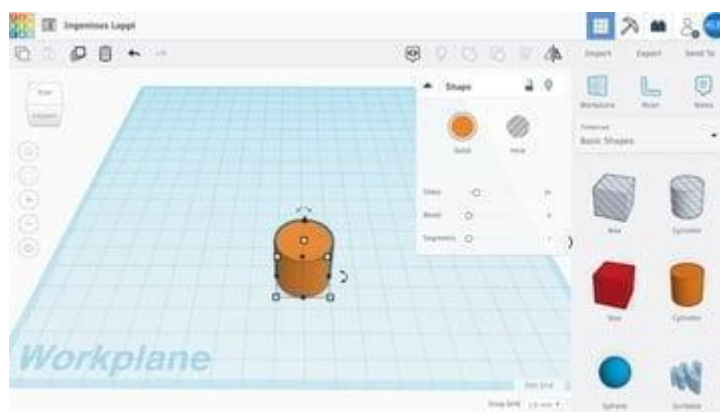 Ingenious Lappi
Import
Export
Send To
Shape
Solid
Hole
Workplane
Ruler
Notes
Tinkercad
Basic Shapes
Sides
Bevel
Segments
Box
Cylinder
Box
Cylinder
Sphere
Scribble
Workplane
Edit Grid
Snap Grid